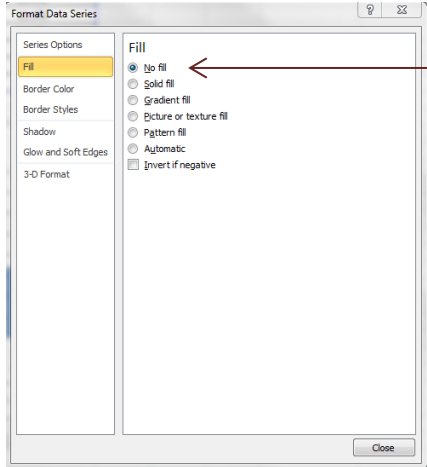 Format Data Series
Series Options
Fill
Border Color
Border Styles
Shadow
Glow and Soft Edges
3-D Format
Fill
No fill
Solid fill
Gradient fill
Picture or texture fill
Pattern fill
Automatic
Invert if negative
Close